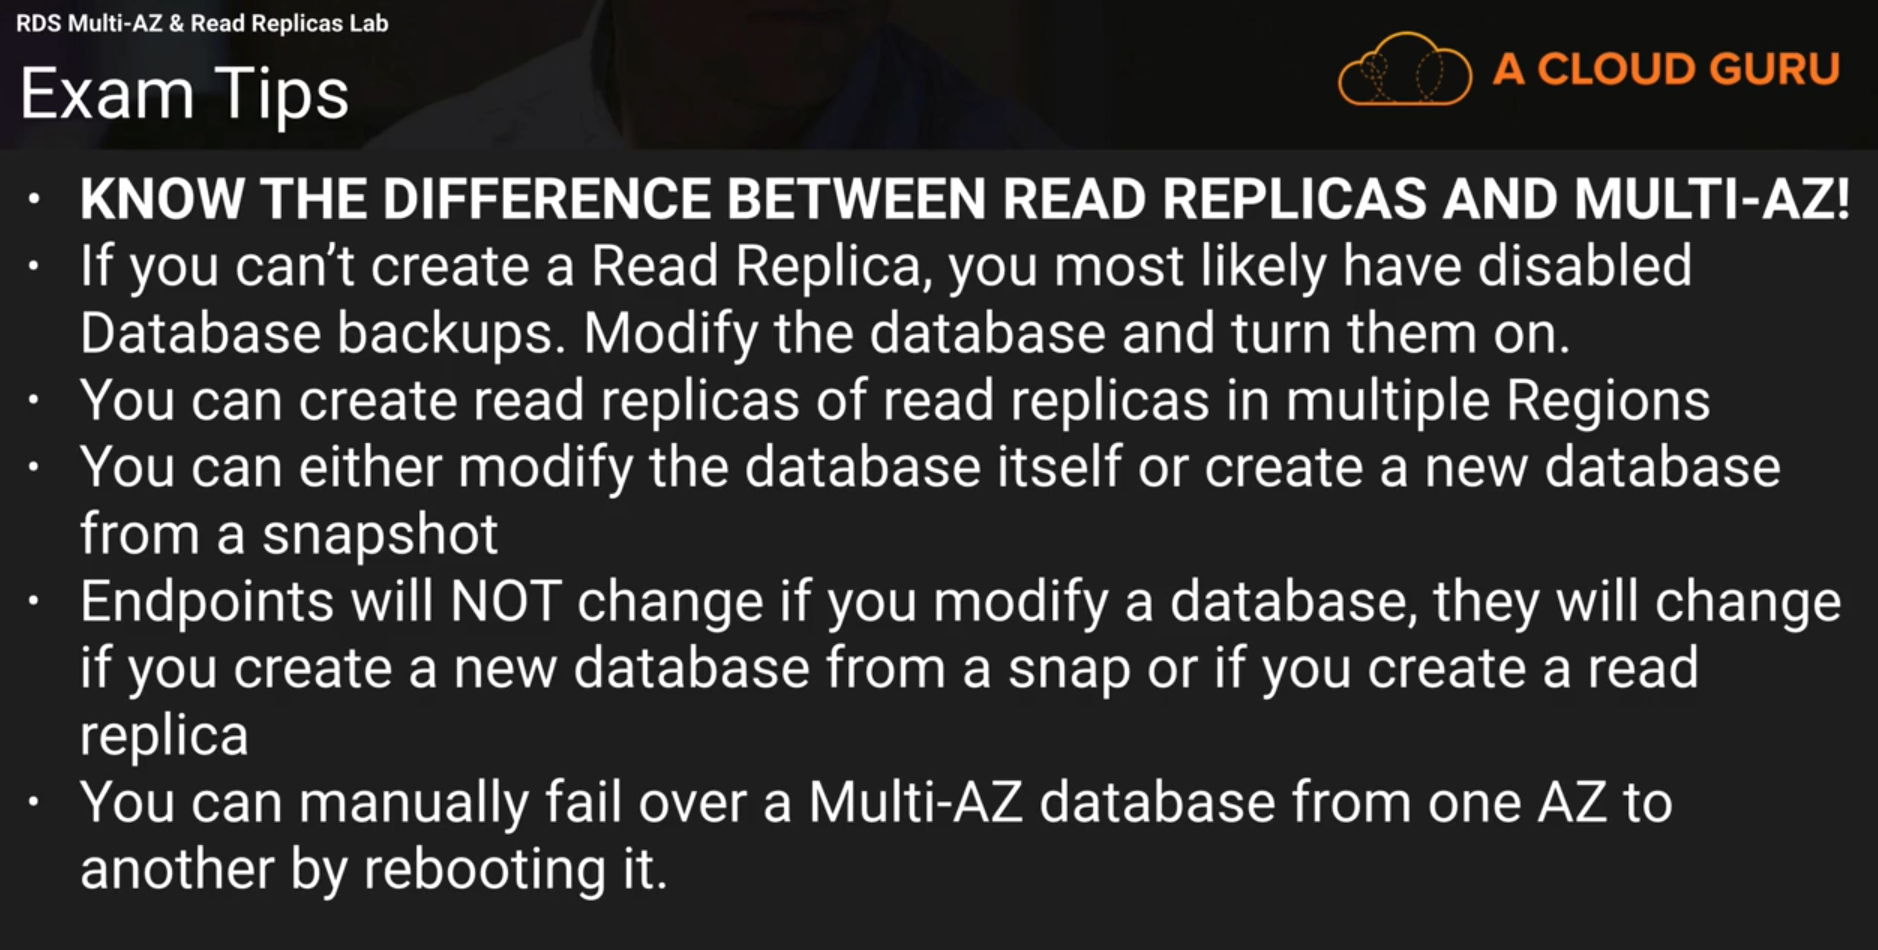 RDS Multi-AZ & Read Replicas Lab
Exam Tips
A CLOUD GURU
• KNOW THE DIFFERENCE BETWEEN READ REPLICAS AND MULTI-AZ!
• If you can’t create a Read Replica, you most likely have disabled
Database backups. Modify the database and turn them on.
• You can create read replicas of read replicas in multiple Regions
• You can either modify the database itself or create a new database
from a snapshot
• Endpoints will NOT change if you modify a database, they will change
if you create a new database from a snap or if you create a read
replica
• You can manually fail over a Multi-AZ database from one AZ to
another by rebooting it.